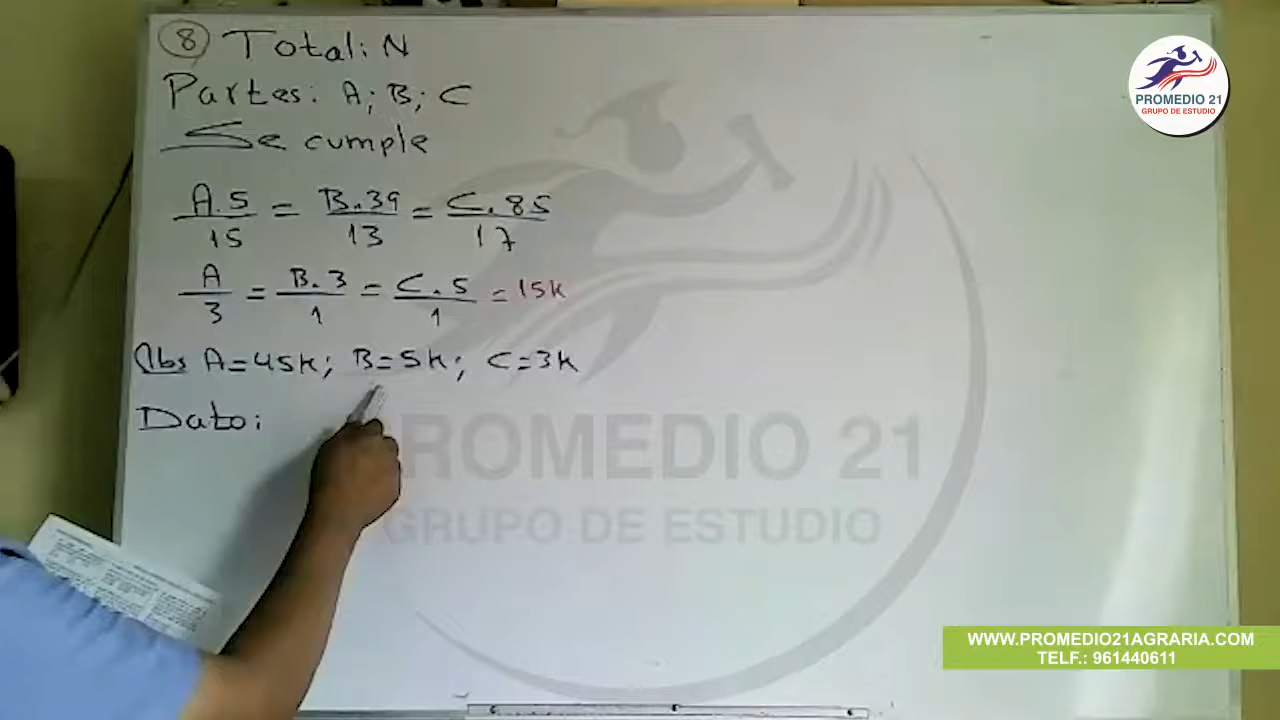 8 Total: N
Partes: A; B; C
Se cumple
A.5/15 = B.39/13 = C.85/17
A/3 = B.3/1 = C.5/1 = 15K
Obs A=45K; B=5K; C=3K
Dato:
PROMEDIO 21
GRUPO DE ESTUDIO
PROMEDIO 21
GRUPO DE ESTUDIO
WWW.PROMEDIO21AGRARIA.COM
TELF.: 961440611